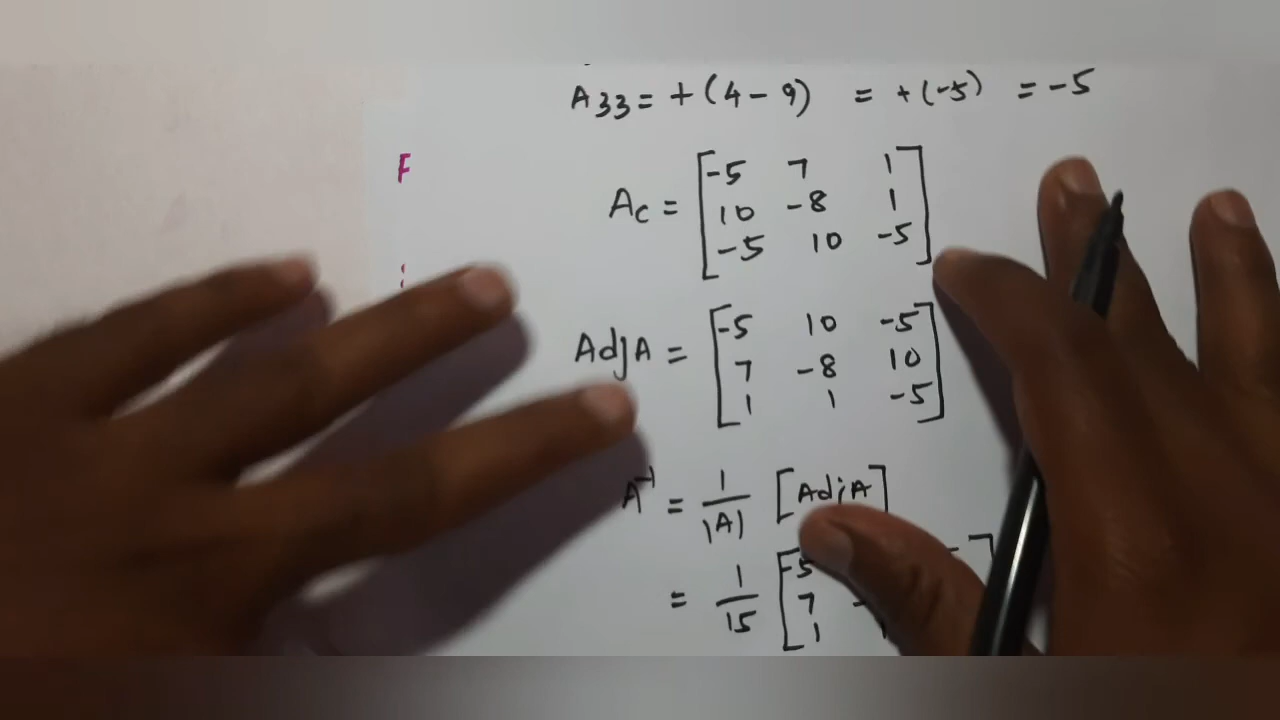 A33 = + (4 - 9) = + (-5) = -5
F
Ac = [ -5 7 1
10 -8 1
-5 10 -5 ]
AdjA = [ -5 10 -5
7 -8 10
1 1 -5 ]
A⁻¹ = 1/|A| [AdjA]
= 1/15 [ -5
7
1